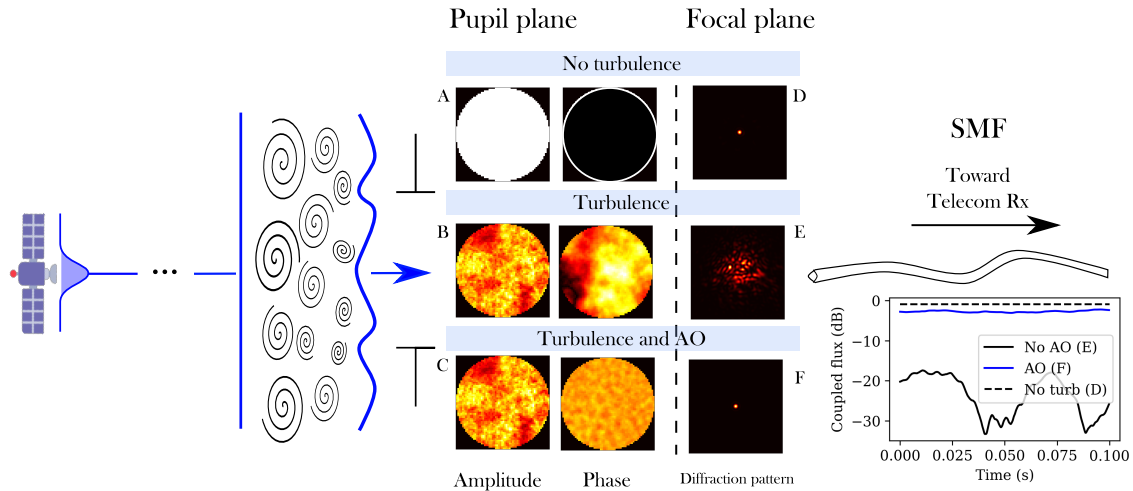 Pupil plane
Focal plane
No turbulence
A
D
Turbulence
B
E
Turbulence and AO
C
F
Amplitude
Phase
Diffraction pattern
...
SMF
Toward
Telecom Rx
Coupled flux (dB)
0
−10
−20
−30
No AO (E)
AO (F)
No turb (D)
0.000
0.025
0.050
0.075
0.100
Time (s)